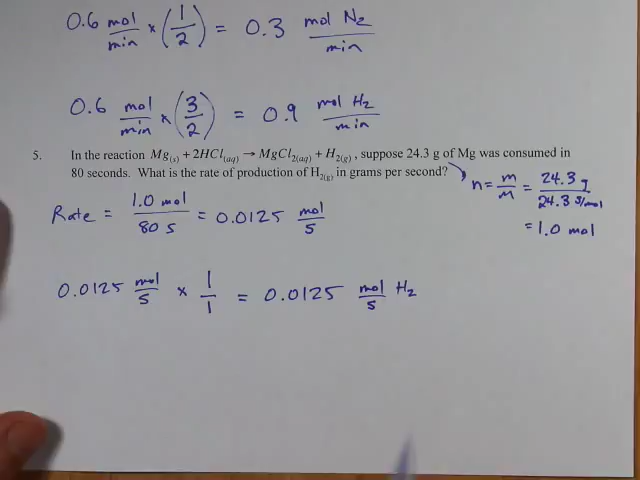 0.6 mol/min × (1/2) = 0.3 mol N₂/min
0.6 mol/min × (3/2) = 0.9 mol H₂/min
5. In the reaction Mg(s) + 2HCl(aq) → MgCl₂(aq) + H₂(g) , suppose 24.3 g of Mg was consumed in
80 seconds. What is the rate of production of H₂(g) in grams per second?
n = m/M = 24.3 g / 24.3 g/mol
= 1.0 mol
Rate = 1.0 mol / 80 s = 0.0125 mol/s
0.0125 mol/s × 1/1 = 0.0125 mol/s H₂